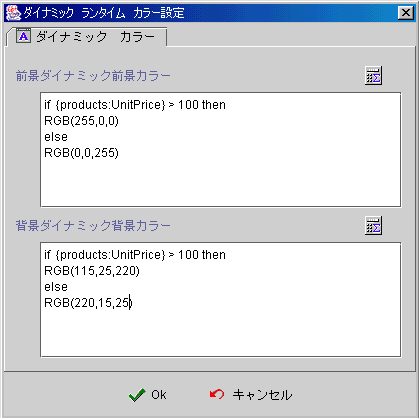 ダイナミック ランタイム カラー設定
A ダイナミック カラー
前景ダイナミック前景カラー
if {products:UnitPrice} > 100 then
RGB(255,0,0)
else
RGB(0,0,255)
背景ダイナミック背景カラー
if {products:UnitPrice} > 100 then
RGB(115,25,220)
else
RGB(220,15,25)
Ok キャンセル